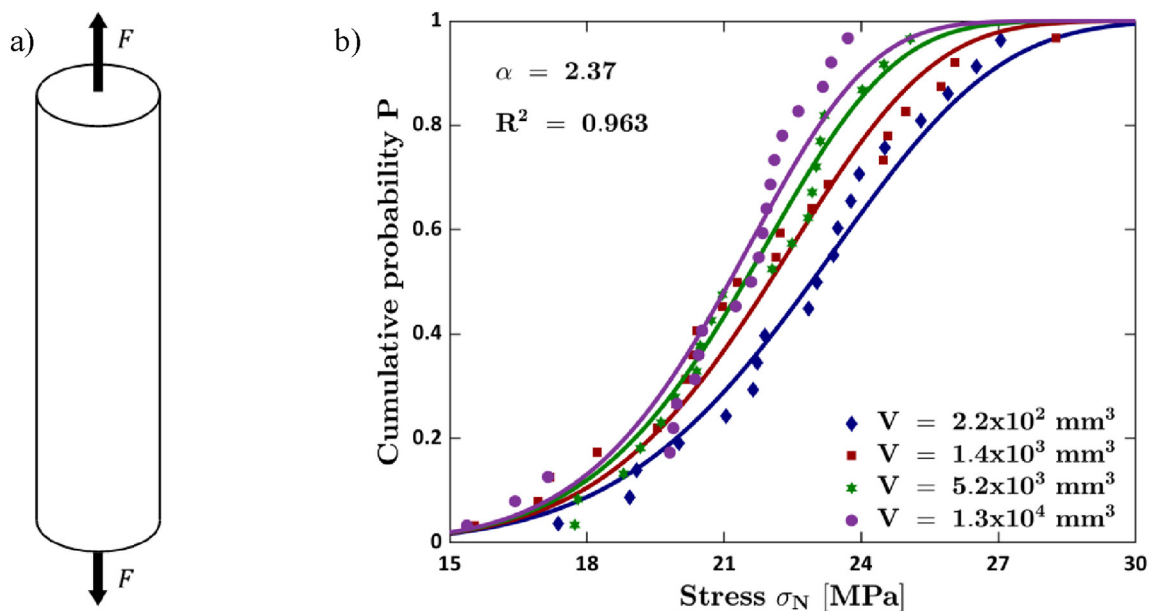 a)
F
F
b)
Cumulative probability P
1
0.8
0.6
0.4
0.2
0
α = 2.37
R² = 0.963
V = 2.2x10² mm³
V = 1.4x10³ mm³
V = 5.2x10³ mm³
V = 1.3x10⁴ mm³
15 18 21 24 27 30
Stress σ_N [MPa]